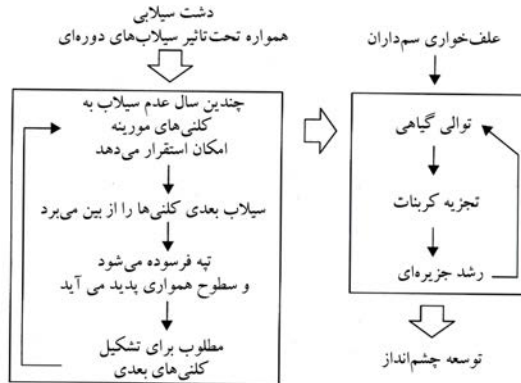 دشت سیلابی
همواره تحت‌تاثیر سیلاب‌های دوره‌ای
چندین سال عدم سیلاب به
کلنی‌های مورینه
امکان استقرار می‌دهد
سیلاب بعدی کلنی‌ها را از بین می‌برد
تپه فرسوده می‌شود
و سطوح همواری پدید می آید
مطلوب برای تشکیل
کلنی‌های بعدی
علف‌خواری سم‌داران
توالی گیاهی
تجزیه کربنات
رشد جزیره‌ای
توسعه چشم‌انداز